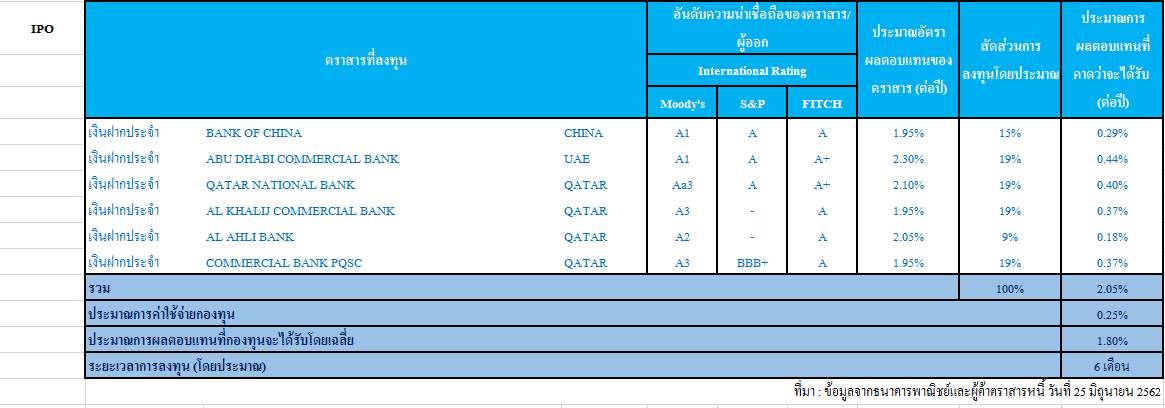 IPO
ตราสารที่ลงทุน
อันดับความน่าเชื่อถือของตราสาร/
ผู้ออก
International Rating
Moody's S&P FITCH
ประมาณอัตรา
ผลตอบแทนของ
ตราสาร (ต่อปี)
สัดส่วนการ
ลงทุนโดยประมาณ
ประมาณการ
ผลตอบแทนที่
คาดว่าจะได้รับ
(ต่อปี)
เงินฝากประจำ BANK OF CHINA CHINA A1 A A 1.95% 15% 0.29%
เงินฝากประจำ ABU DHABI COMMERCIAL BANK UAE A1 A A+ 2.30% 19% 0.44%
เงินฝากประจำ QATAR NATIONAL BANK QATAR Aa3 A A+ 2.10% 19% 0.40%
เงินฝากประจำ AL KHALIJ COMMERCIAL BANK QATAR A3 - A 1.95% 19% 0.37%
เงินฝากประจำ AL AHLI BANK QATAR A2 - A 2.05% 9% 0.18%
เงินฝากประจำ COMMERCIAL BANK PQSC QATAR A3 BBB+ A 1.95% 19% 0.37%
รวม 100% 2.05%
ประมาณการค่าใช้จ่ายกองทุน 0.25%
ประมาณการผลตอบแทนที่กองทุนจะได้รับโดยเฉลี่ย 1.80%
ระยะเวลาการลงทุน (โดยประมาณ) 6 เดือน
ที่มา : ข้อมูลจากธนาคารพาณิชย์และผู้ค้าตราสารหนี้ วันที่ 25 มิถุนายน 2562